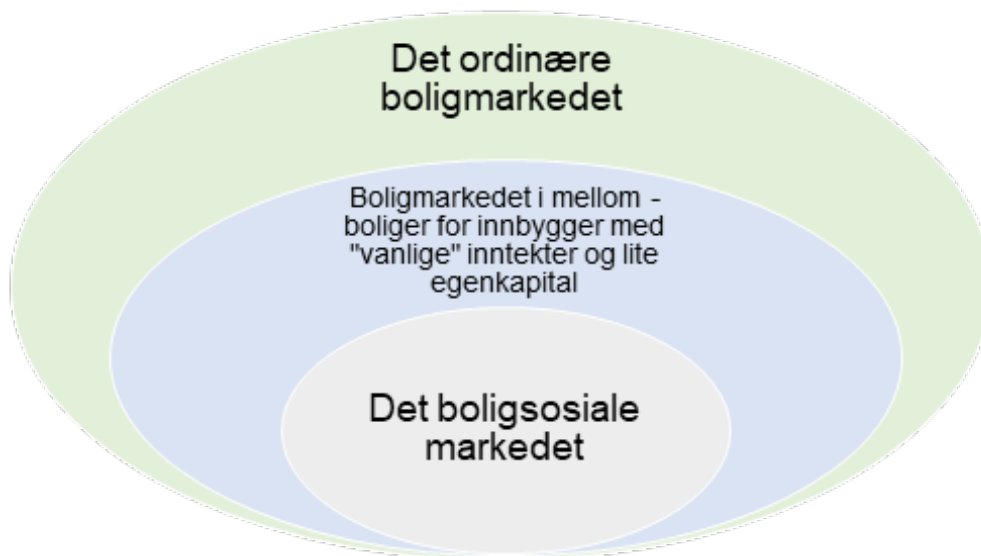 Det ordinære
boligmarkedet
Boligmarkedet i mellom -
boliger for innbygger med
"vanlige" inntekter og lite
egenkapital
Det boligsosiale
markedet